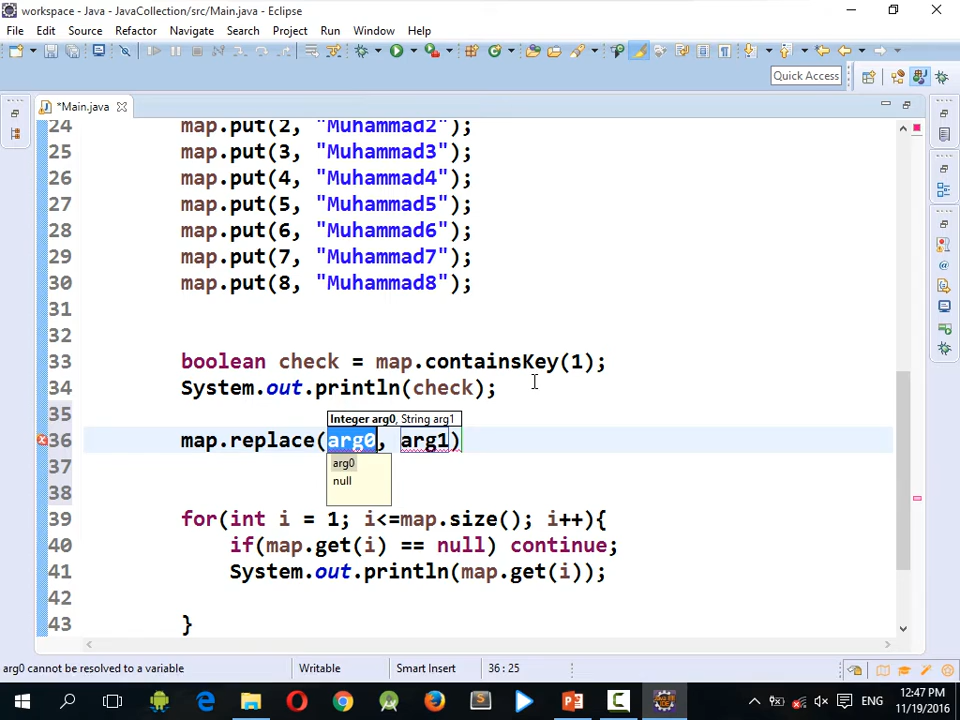 workspace - Java - JavaCollection/src/Main.java - Eclipse
File Edit Source Refactor Navigate Search Project Run Window Help
Quick Access
*Main.java
24 map.put(2, "Muhammad2");
25 map.put(3, "Muhammad3");
26 map.put(4, "Muhammad4");
27 map.put(5, "Muhammad5");
28 map.put(6, "Muhammad6");
29 map.put(7, "Muhammad7");
30 map.put(8, "Muhammad8");
31
32
33 boolean check = map.containsKey(1);
34 System.out.println(check);
35
Integer arg0, String arg1
36 map.replace(arg0, arg1)
arg0
37
null
38
39 for(int i = 1; i<=map.size(); i++){
40 if(map.get(i) == null) continue;
41 System.out.println(map.get(i));
42
43 }
arg0 cannot be resolved to a variable
Writable
Smart Insert
36 : 25
ENG
12:47 PM
11/19/2016